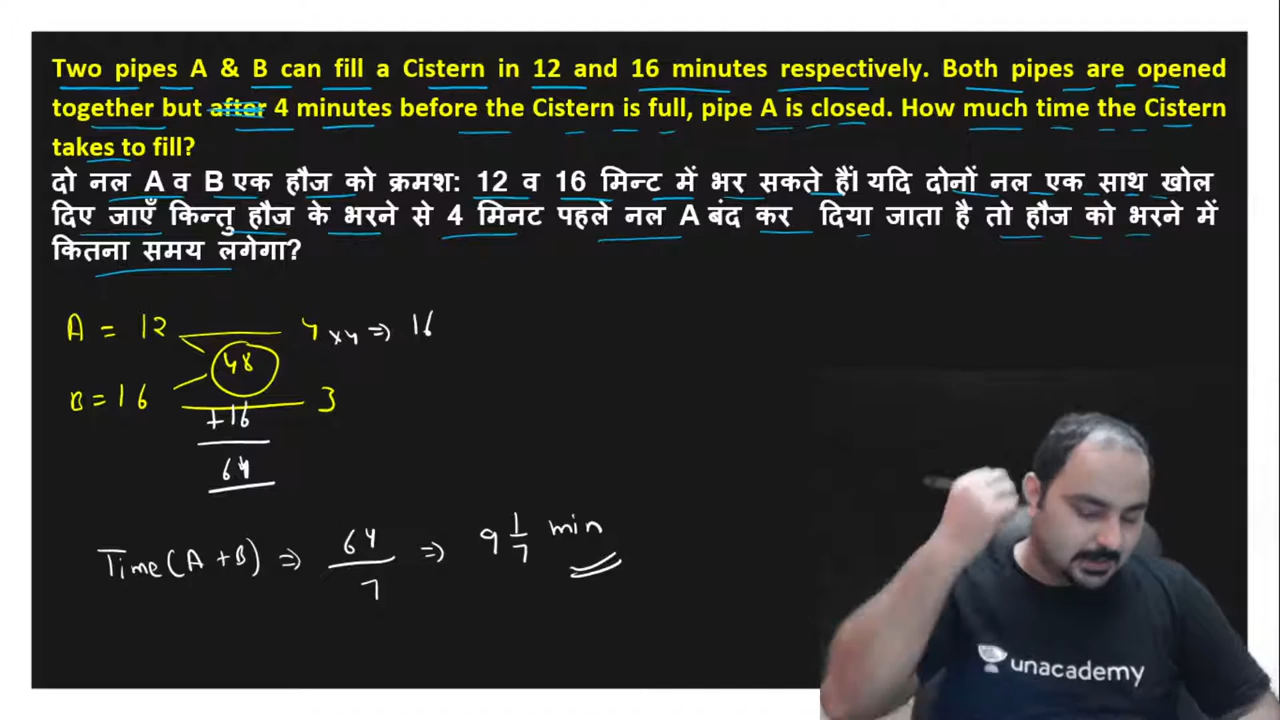 Two pipes A & B can fill a Cistern in 12 and 16 minutes respectively. Both pipes are opened
together but after 4 minutes before the Cistern is full, pipe A is closed. How much time the Cistern
takes to fill?
दो नल A व B एक हौज को क्रमश: 12 व 16 मिन्ट में भर सकते हैं। यदि दोनों नल एक साथ खोल
दिए जाएँ किन्तु हौज के भरने से 4 मिनट पहले नल A बंद कर दिया जाता है तो हौज को भरने में
कितना समय लगेगा?
A = 12 4 x4 ⇒ 16
48
B = 16 3
+16
64
Time (A + B) ⇒ 64/7 ⇒ 9 1/7 min
unacademy